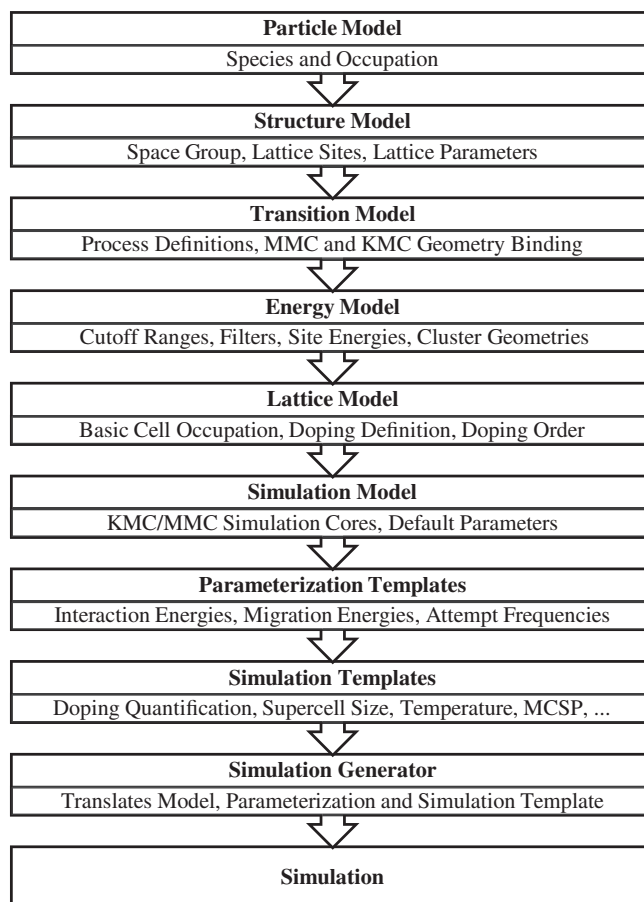 Particle Model
Species and Occupation
Structure Model
Space Group, Lattice Sites, Lattice Parameters
Transition Model
Process Definitions, MMC and KMC Geometry Binding
Energy Model
Cutoff Ranges, Filters, Site Energies, Cluster Geometries
Lattice Model
Basic Cell Occupation, Doping Definition, Doping Order
Simulation Model
KMC/MMC Simulation Cores, Default Parameters
Parameterization Templates
Interaction Energies, Migration Energies, Attempt Frequencies
Simulation Templates
Doping Quantification, Supercell Size, Temperature, MCSP, ...
Simulation Generator
Translates Model, Parameterization and Simulation Template
Simulation